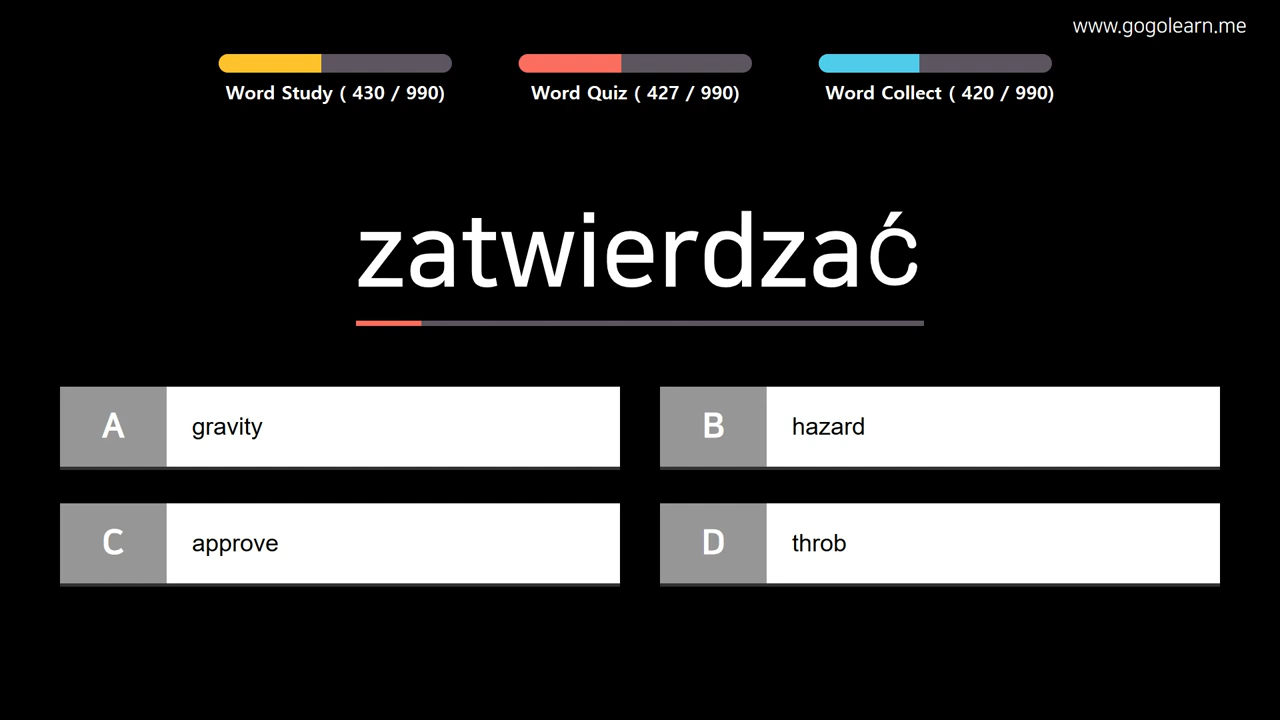 www.gogolearn.me
Word Study ( 430 / 990)
Word Quiz ( 427 / 990)
Word Collect ( 420 / 990)
zatwierdzać
A gravity
B hazard
C approve
D throb